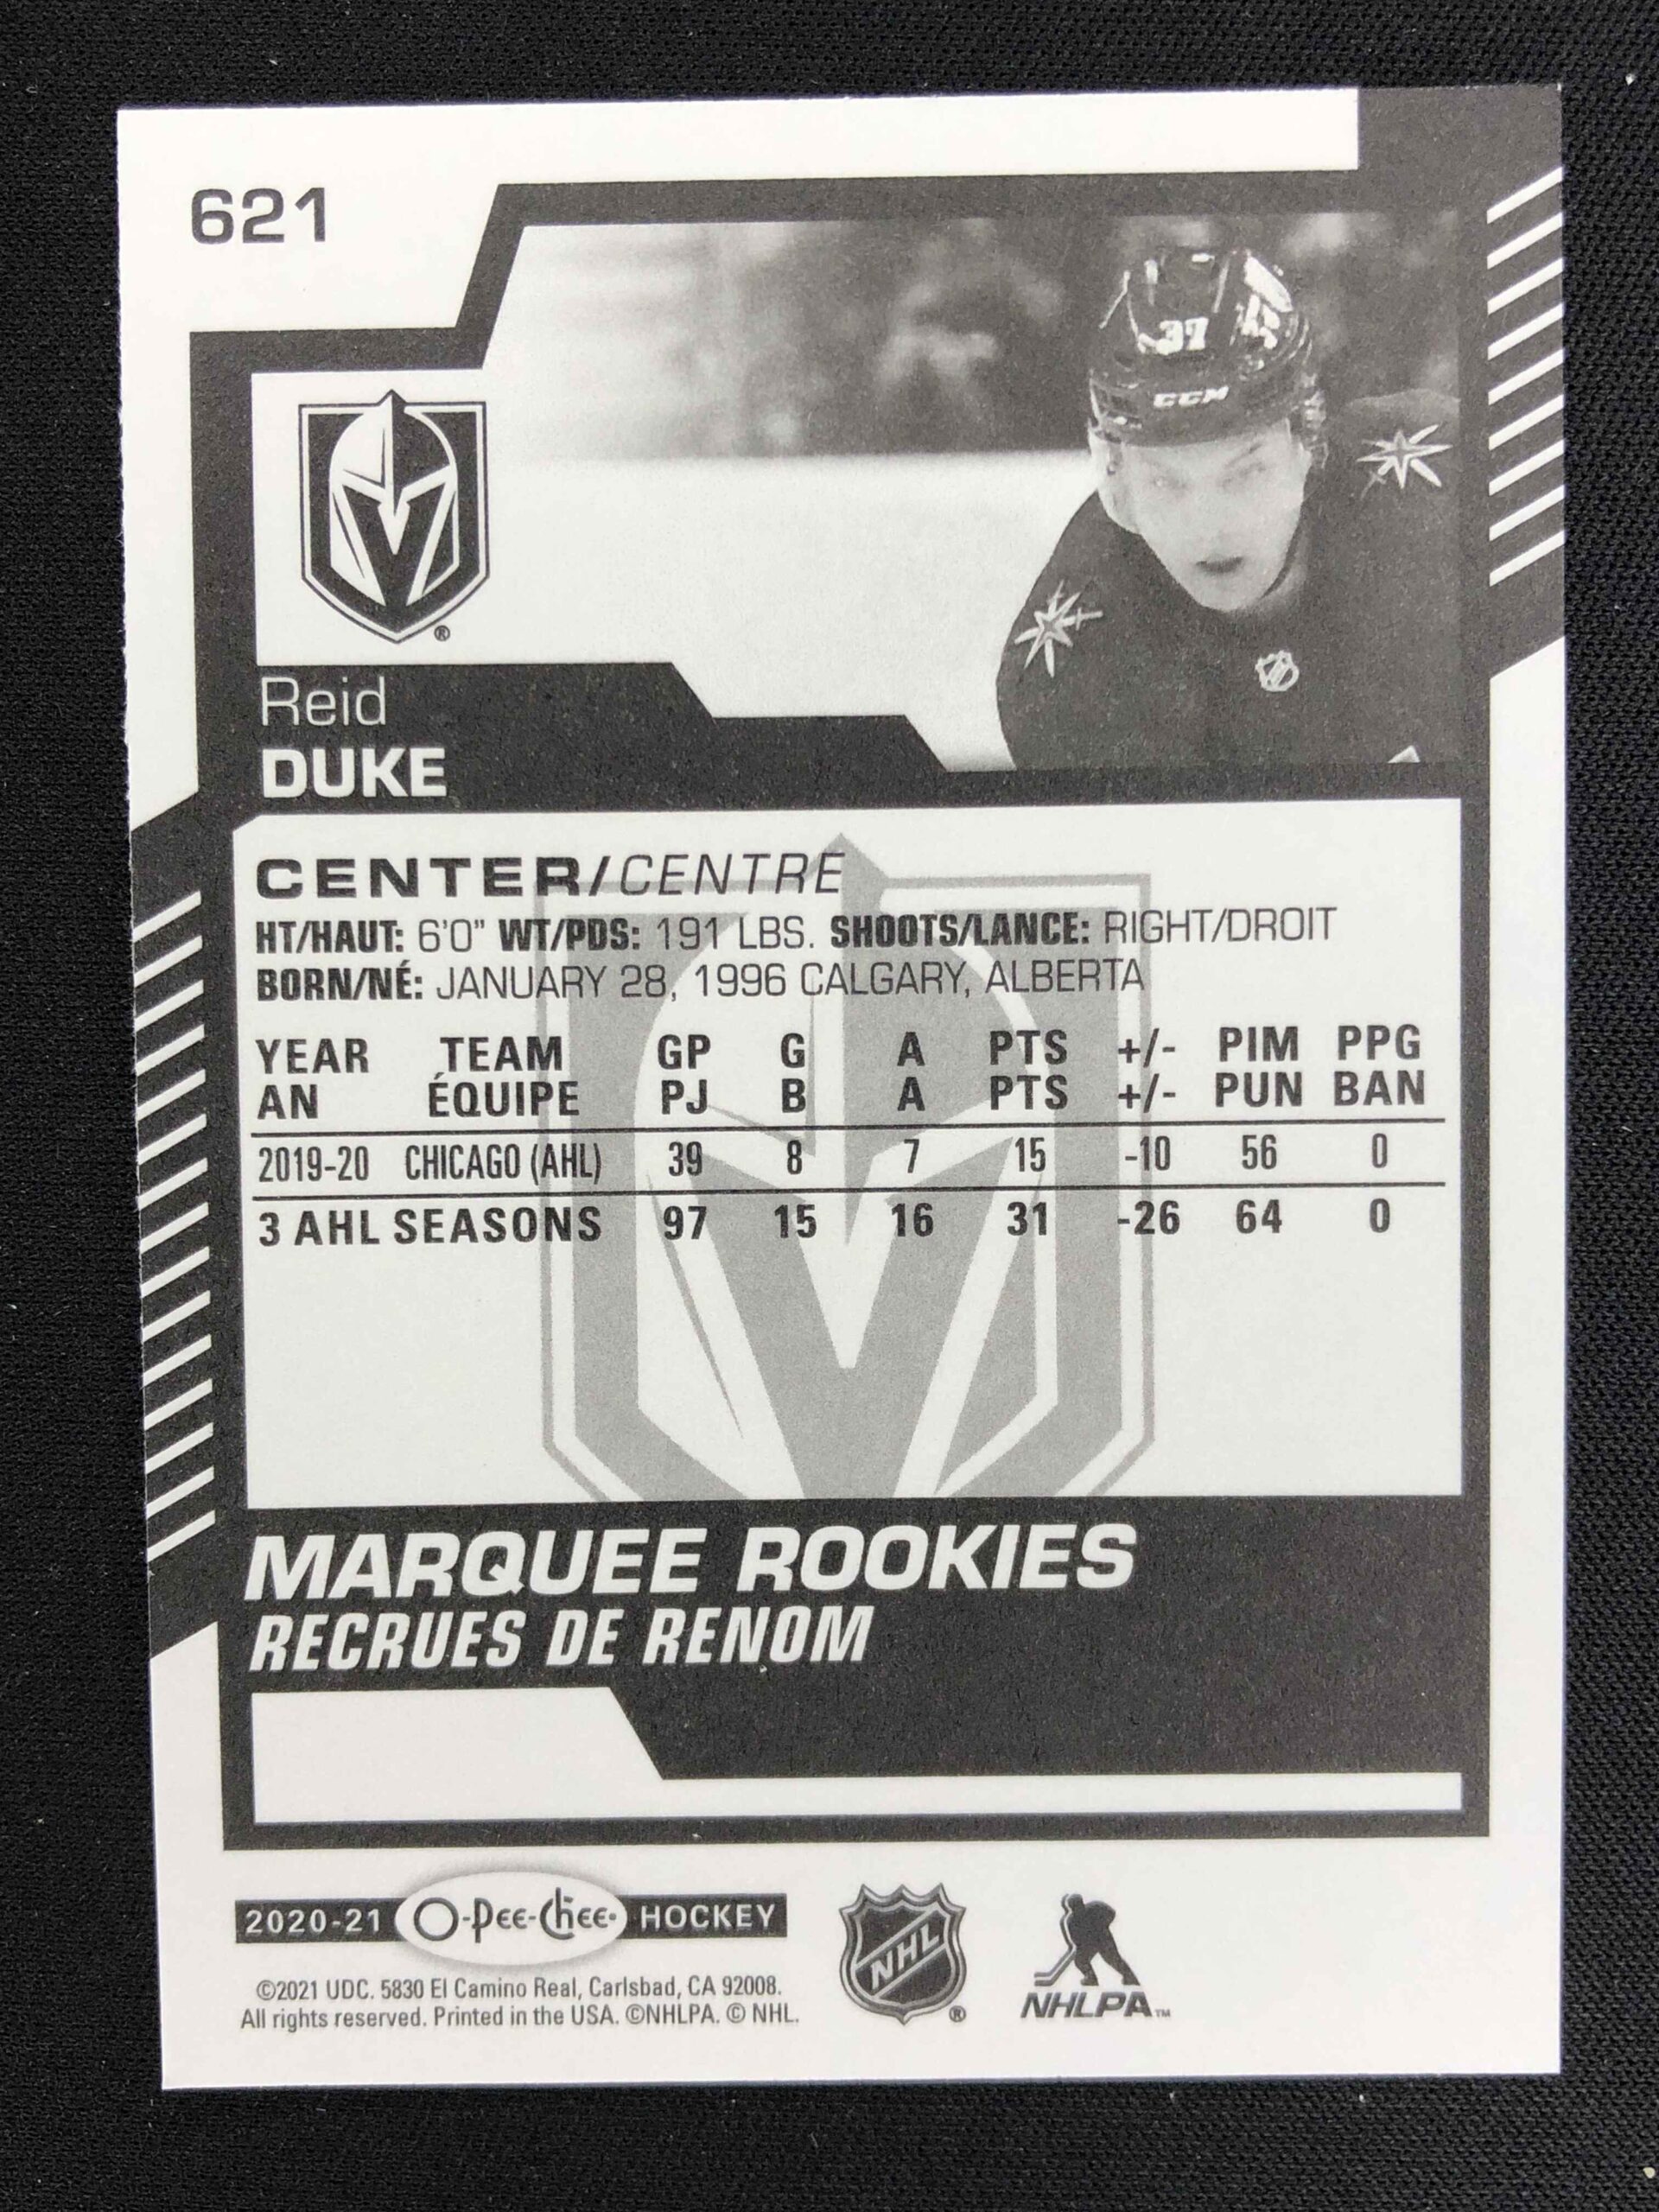 621
37
CCM
®
Reid
DUKE
CENTER/CENTRE
HT/HAUT: 6'0" WT/PDS: 191 LBS. SHOOTS/LANCE: RIGHT/DROIT
BORN/NÉ: JANUARY 28, 1996 CALGARY, ALBERTA
YEAR TEAM GP G A PTS +/- PIM PPG
AN ÉQUIPE PJ B A PTS +/- PUN BAN
2019-20 CHICAGO (AHL) 39 8 7 15 -10 56 0
3 AHL SEASONS 97 15 16 31 -26 64 0
MARQUEE ROOKIES
RECRUES DE RENOM
2020-21 O-Pee-Chee HOCKEY
©2021 UDC. 5830 El Camino Real, Carlsbad, CA 92008.
All rights reserved. Printed in the USA. ©NHLPA. © NHL.
NHL ®
NHLPA™